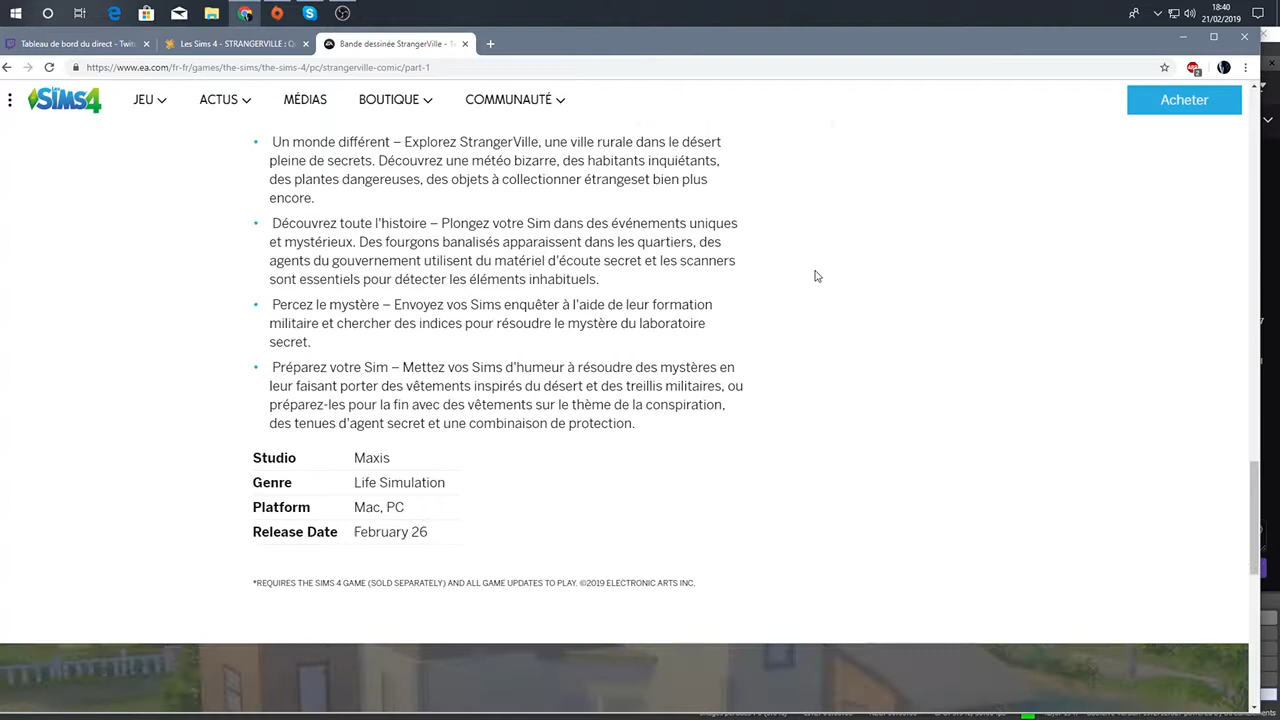 18:40
21/02/2019
Tableau de bord du direct - Twit
Les Sims 4 - STRANGERVILLE : Q
Bande dessinée StrangerVille - 1
https://www.ea.com/fr-fr/games/the-sims/the-sims-4/pc/strangerville-comic/part-1
SIMS4
JEU
ACTUS
MÉDIAS
BOUTIQUE
COMMUNAUTÉ
Acheter
• Un monde différent – Explorez StrangerVille, une ville rurale dans le désert
pleine de secrets. Découvrez une météo bizarre, des habitants inquiétants,
des plantes dangereuses, des objets à collectionner étrangeset bien plus
encore.
• Découvrez toute l'histoire – Plongez votre Sim dans des événements uniques
et mystérieux. Des fourgons banalisés apparaissent dans les quartiers, des
agents du gouvernement utilisent du matériel d'écoute secret et les scanners
sont essentiels pour détecter les éléments inhabituels.
• Percez le mystère – Envoyez vos Sims enquêter à l'aide de leur formation
militaire et chercher des indices pour résoudre le mystère du laboratoire
secret.
• Préparez votre Sim – Mettez vos Sims d'humeur à résoudre des mystères en
leur faisant porter des vêtements inspirés du désert et des treillis militaires, ou
préparez-les pour la fin avec des vêtements sur le thème de la conspiration,
des tenues d'agent secret et une combinaison de protection.
Studio Maxis
Genre Life Simulation
Platform Mac, PC
Release Date February 26
*REQUIRES THE SIMS 4 GAME (SOLD SEPARATELY) AND ALL GAME UPDATES TO PLAY. ©2019 ELECTRONIC ARTS INC.